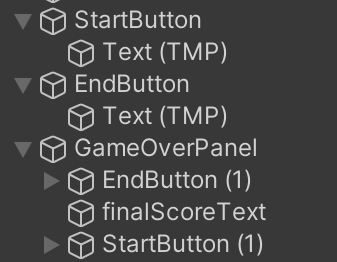 StartButton
Text (TMP)
EndButton
Text (TMP)
GameOverPanel
EndButton (1)
finalScoreText
StartButton (1)